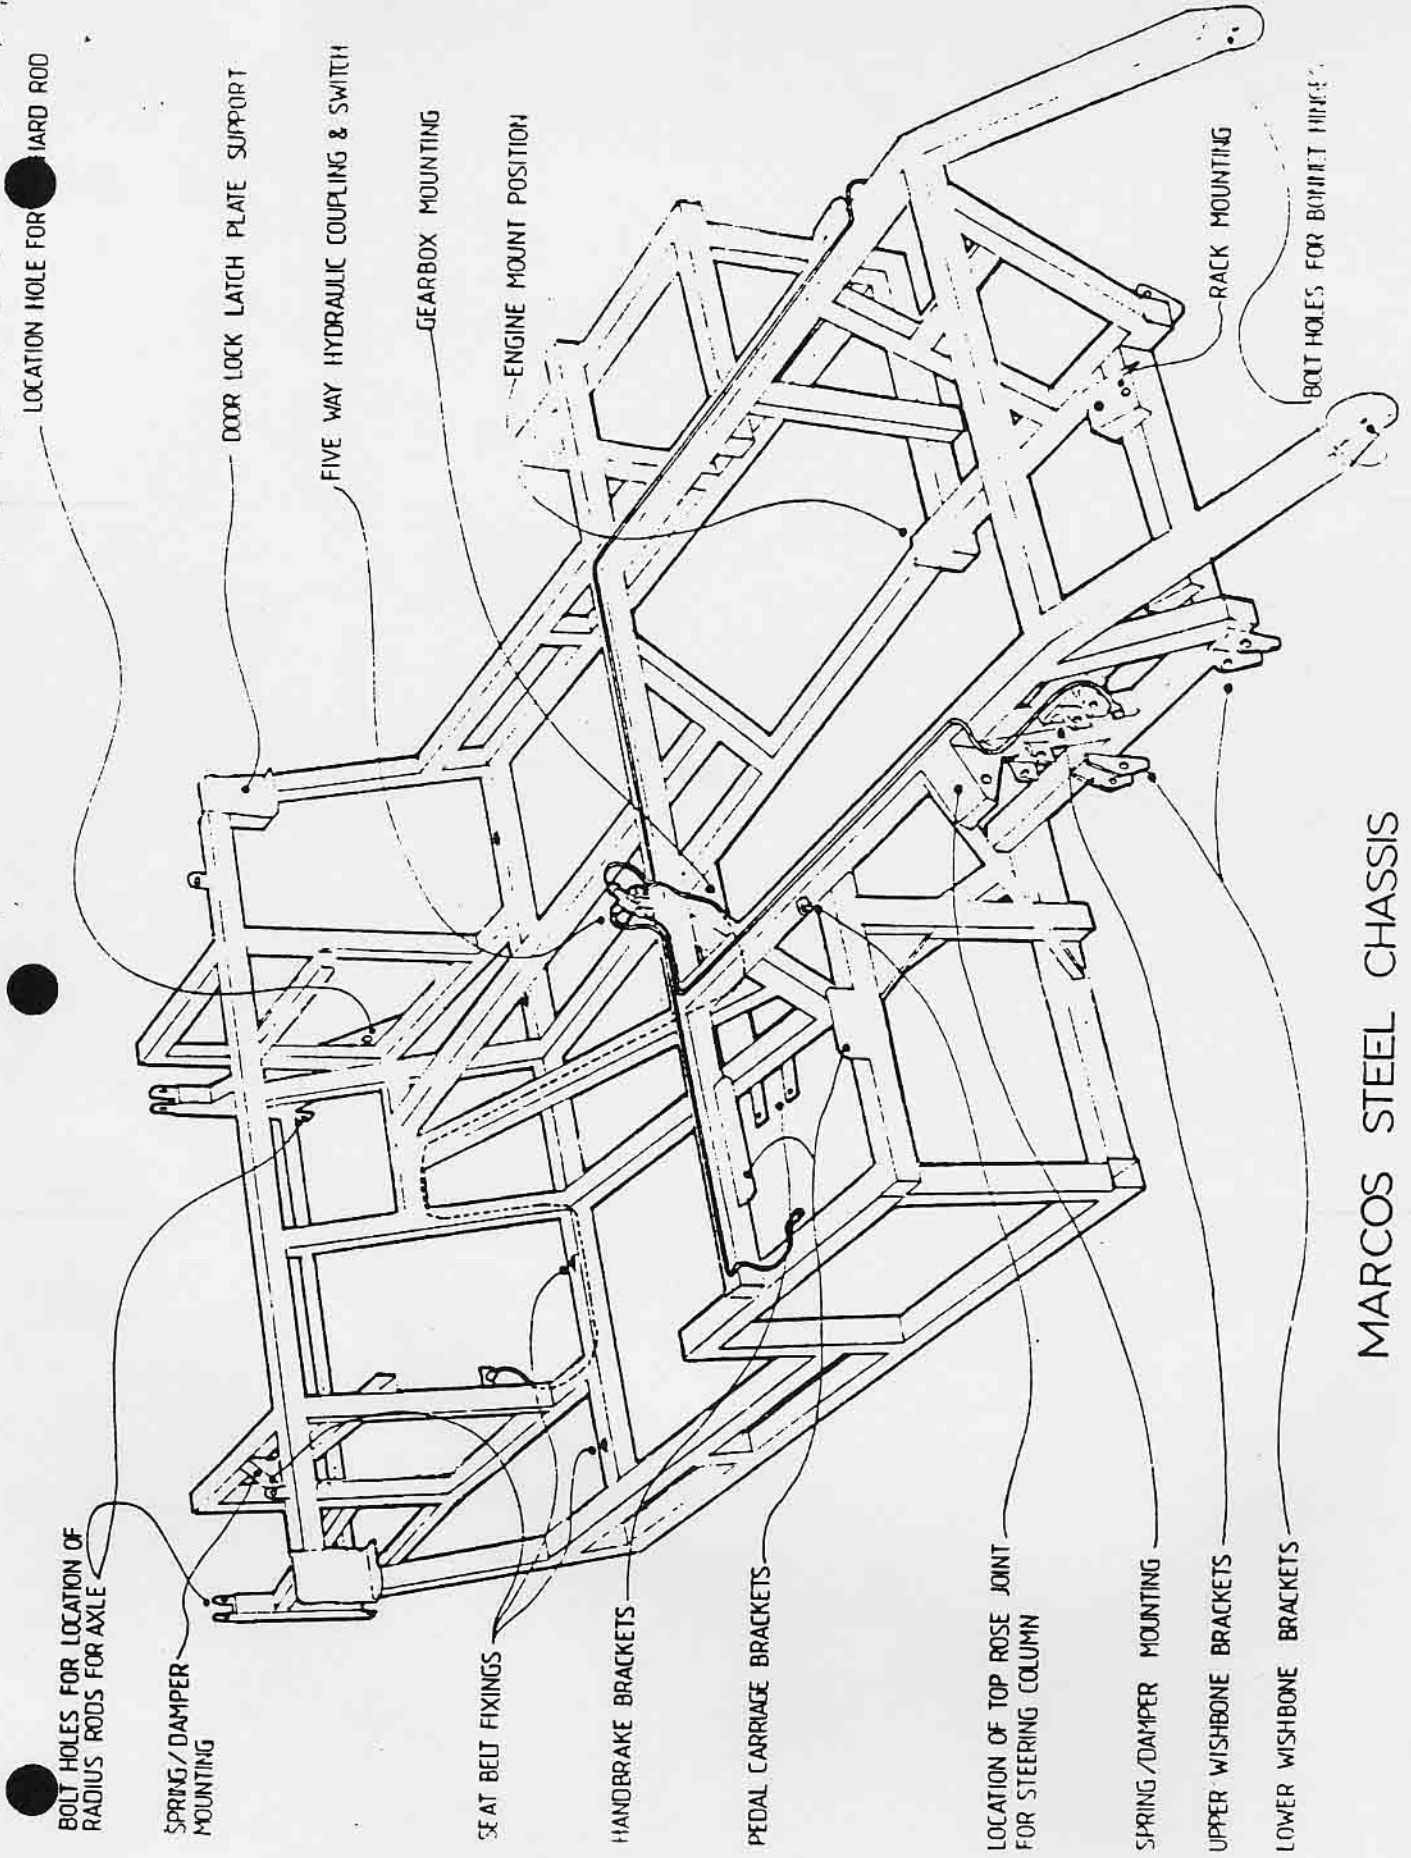 LOCATION HOLE FOR HARD ROD
DOOR LOCK LATCH PLATE SUPPORT
FIVE WAY HYDRAULIC COUPLING & SWITCH
GEARBOX MOUNTING
ENGINE MOUNT POSITION
RACK MOUNTING
BOLT HOLES FOR BONNET HINGE
BOLT HOLES FOR LOCATION OF
RADIUS RODS FOR AXLE
SPRING/DAMPER
MOUNTING
SEAT BELT FIXINGS
HANDBRAKE BRACKETS
PEDAL CARRIAGE BRACKETS
LOCATION OF TOP ROSE JOINT
FOR STEERING COLUMN
SPRING/DAMPER MOUNTING
UPPER WISHBONE BRACKETS
LOWER WISHBONE BRACKETS
MARCOS STEEL CHASSIS